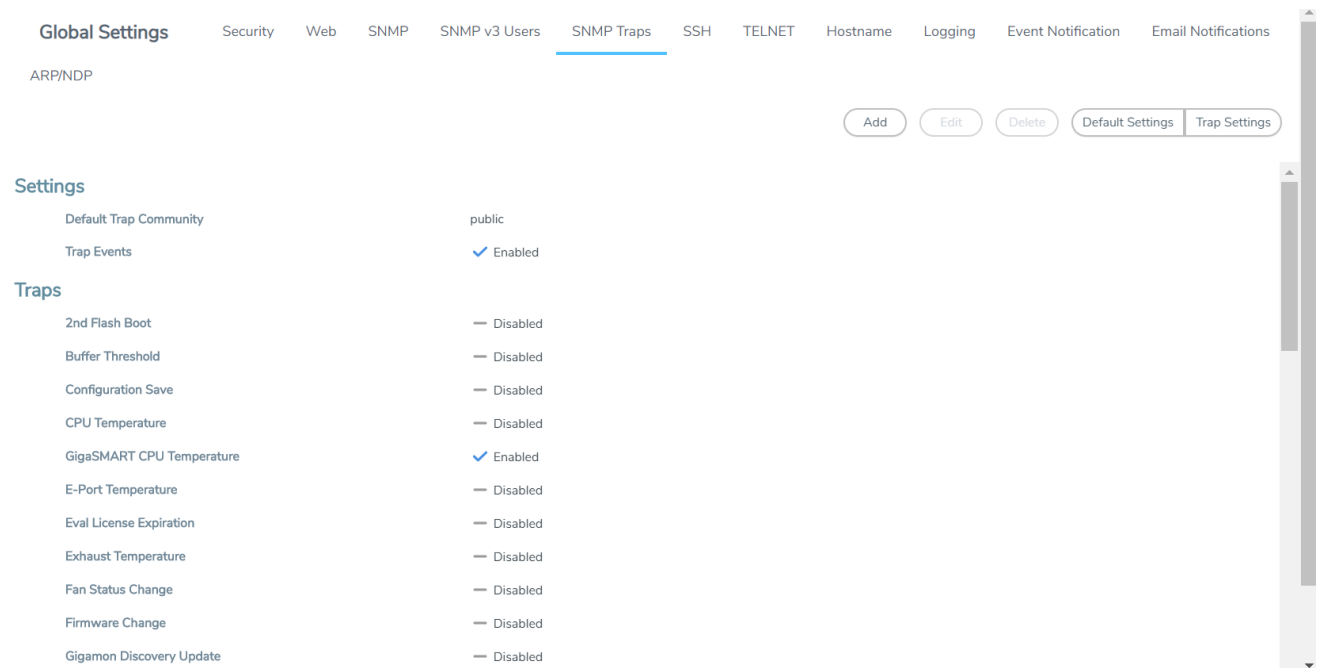 Global Settings Security Web SNMP SNMP v3 Users SNMP Traps SSH TELNET Hostname Logging Event Notification Email Notifications
ARP/NDP
Add Edit Delete Default Settings Trap Settings
Settings
Default Trap Community public
Trap Events Enabled
Traps
2nd Flash Boot Disabled
Buffer Threshold Disabled
Configuration Save Disabled
CPU Temperature Disabled
GigaSMART CPU Temperature Enabled
E-Port Temperature Disabled
Eval License Expiration Disabled
Exhaust Temperature Disabled
Fan Status Change Disabled
Firmware Change Disabled
Gigamon Discovery Update Disabled